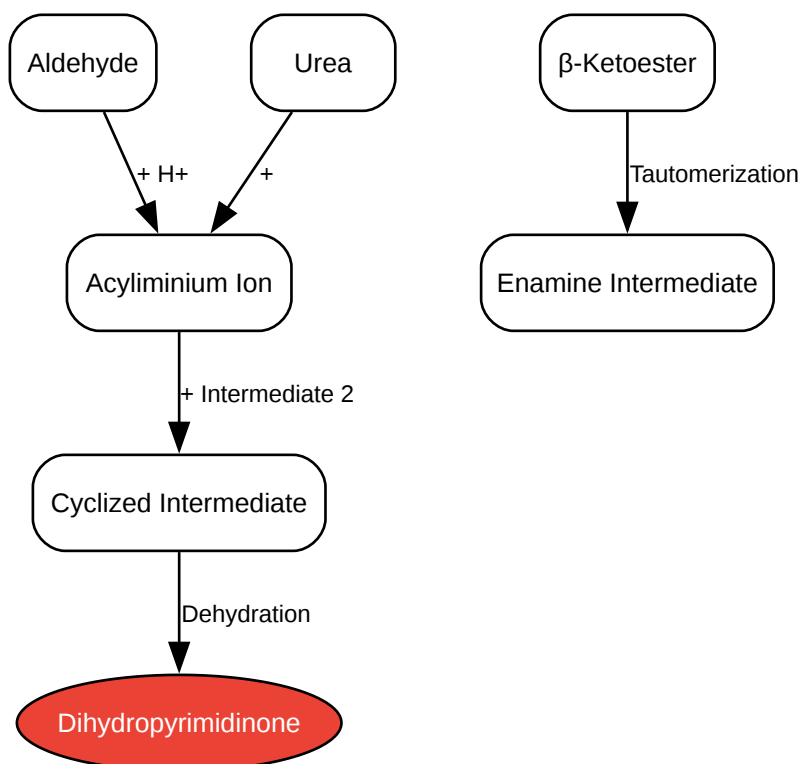 Aldehyde
Urea
β-Ketoester
+ H+
+
Tautomerization
Acyliminium Ion
Enamine Intermediate
+ Intermediate 2
Cyclized Intermediate
Dehydration
Dihydropyrimidinone